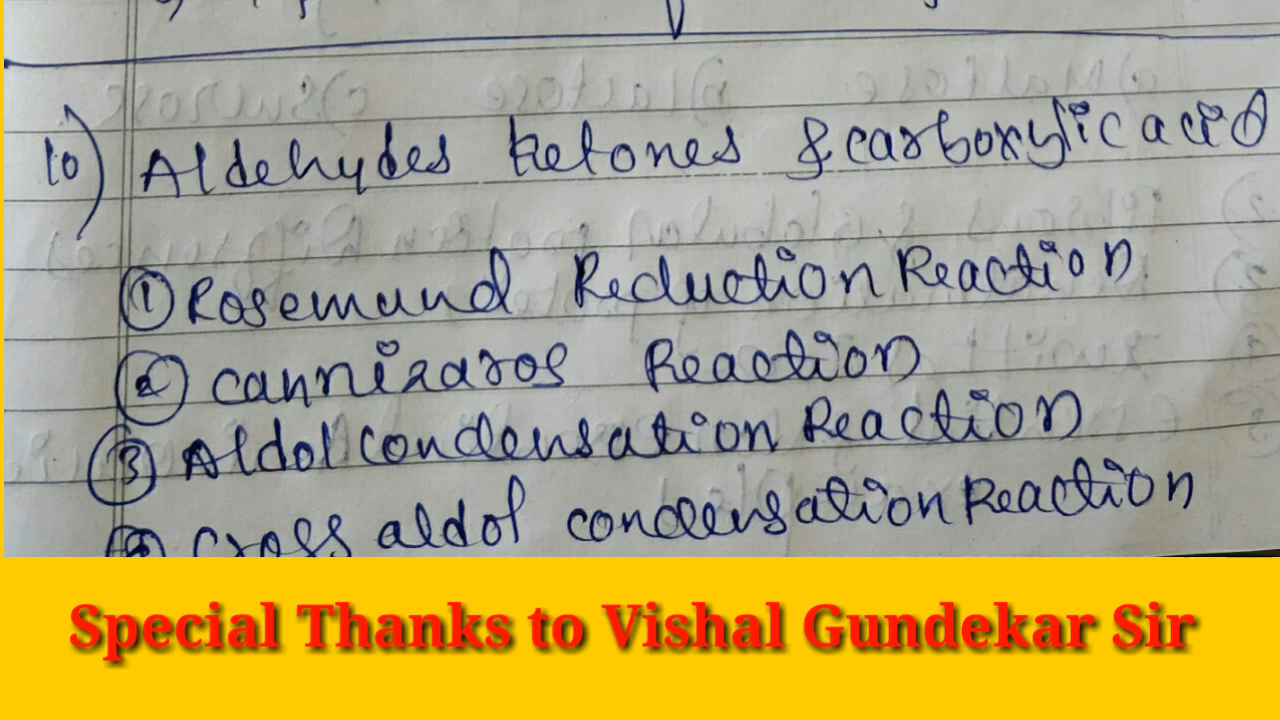 10) Aldehydes ketones & carboxylic acid
① Rosemund Reduction Reaction
② cannizaros Reaction
③ Aldol condensation Reaction
④ cross aldol condensation Reaction
Special Thanks to Vishal Gundekar Sir